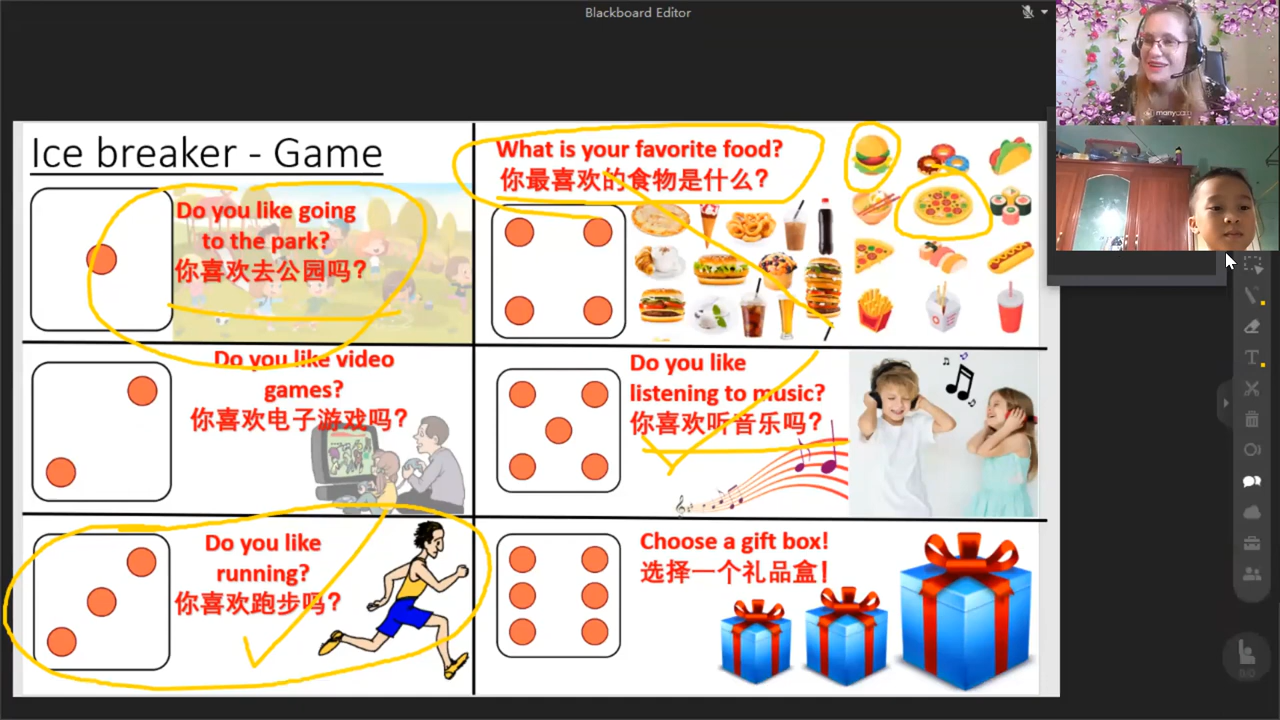 Blackboard Editor
manycam
Ice breaker - Game
Do you like going
to the park?
你喜欢去公园吗？
What is your favorite food?
你最喜欢的食物是什么？
Do you like video
games?
你喜欢电子游戏吗？
Do you like
listening to music?
你喜欢听音乐吗？
Do you like
running?
你喜欢跑步吗？
Choose a gift box!
选择一个礼品盒！
T